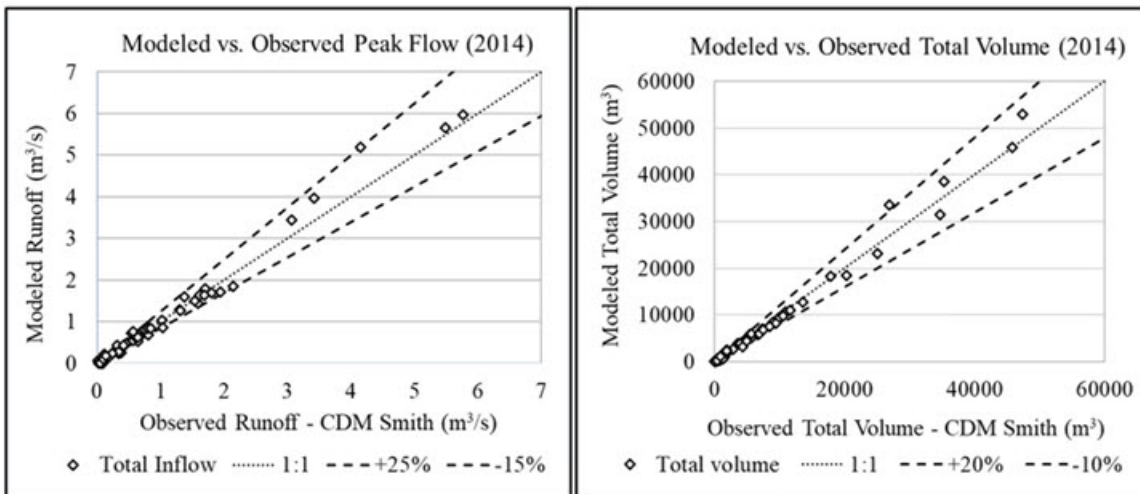 Modeled vs. Observed Peak Flow (2014)
7
6
5
4
3
2
1
0
Modeled Runoff (m³/s)
0 1 2 3 4 5 6 7
Observed Runoff - CDM Smith (m³/s)
Total Inflow 1:1 +25% -15%
Modeled vs. Observed Total Volume (2014)
60000
50000
40000
30000
20000
10000
0
Modeled Total Volume (m³)
0 20000 40000 60000
Observed Total Volume - CDM Smith (m³)
Total volume 1:1 +20% -10%